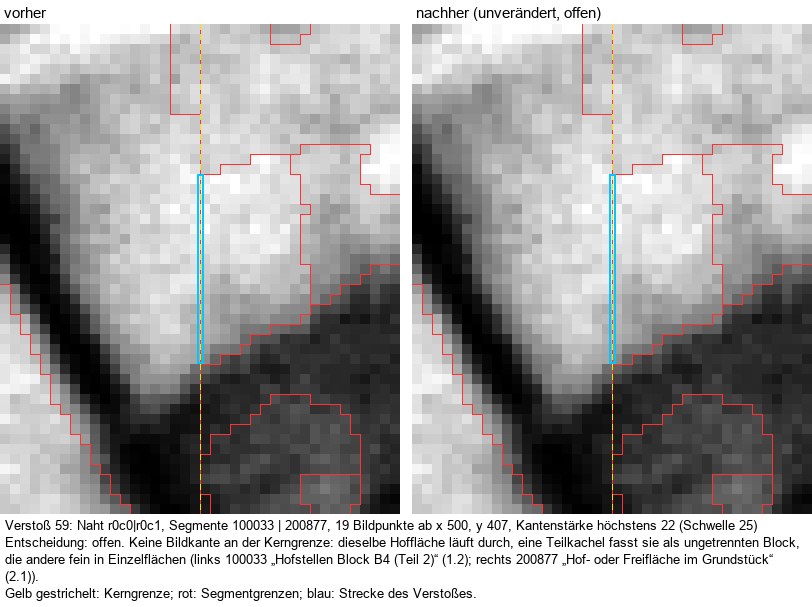 vorher
nachher (unverändert, offen)
Verstoß 59: Naht r0c0|r0c1, Segmente 100033 | 200877, 19 Bildpunkte ab x 500, y 407, Kantenstärke höchstens 22 (Schwelle 25)
Entscheidung: offen. Keine Bildkante an der Kerngrenze: dieselbe Hoffläche läuft durch, eine Teilkachel fasst sie als ungetrennten Block,
die andere fein in Einzelflächen (links 100033 „Hofstellen Block B4 (Teil 2)“ (1.2); rechts 200877 „Hof- oder Freifläche im Grundstück“
(2.1)).
Gelb gestrichelt: Kerngrenze; rot: Segmentgrenzen; blau: Strecke des Verstoßes.